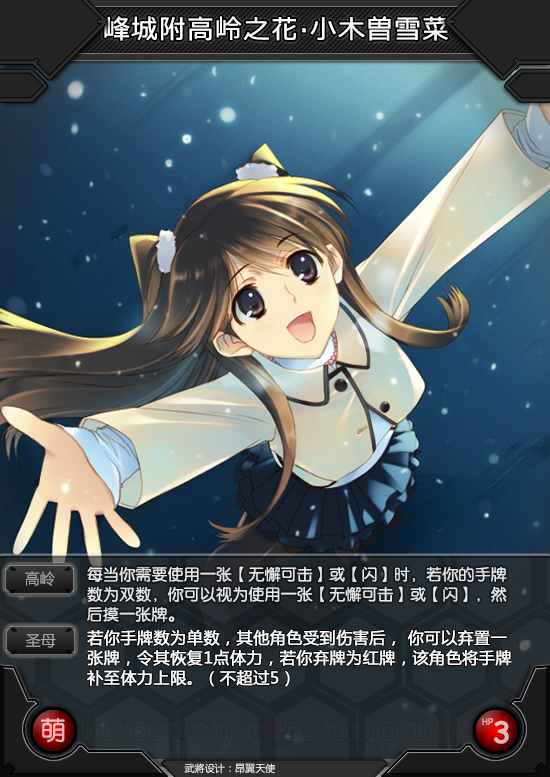 峰城附高岭之花·小木曽雪菜
高岭
每当你需要使用一张【无懈可击】或【闪】时，若你的手牌
数为双数，你可以视为使用一张【无懈可击】或【闪】，然
后摸一张牌。
圣母
若你手牌数为单数，其他角色受到伤害后， 你可以弃置一
张牌，令其恢复1点体力，若你弃牌为红牌，该角色将手牌
补至体力上限。（不超过5）
萌
HP
3
武將设计：昂翼天使